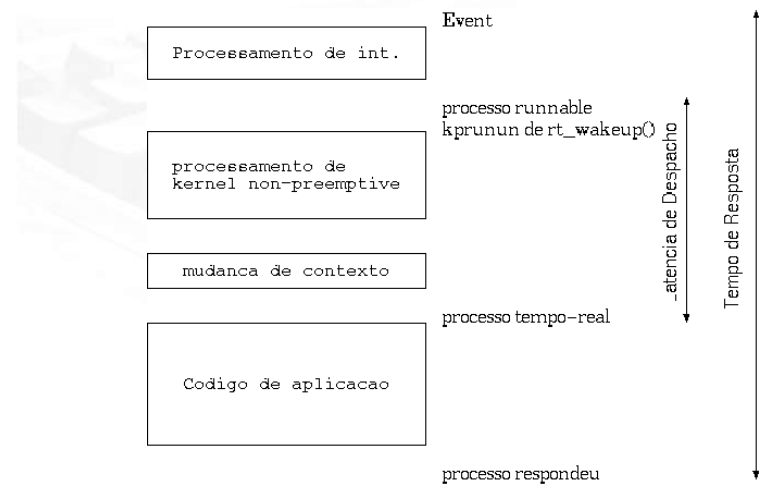 Event
Processamento de int.
processo runnable
kprunun de rt_wakeup()
processamento de
kernel non-preemptive
mudanca de contexto
processo tempo-real
Codigo de aplicacao
processo respondeu
atencia de Despacho
Tempo de Resposta